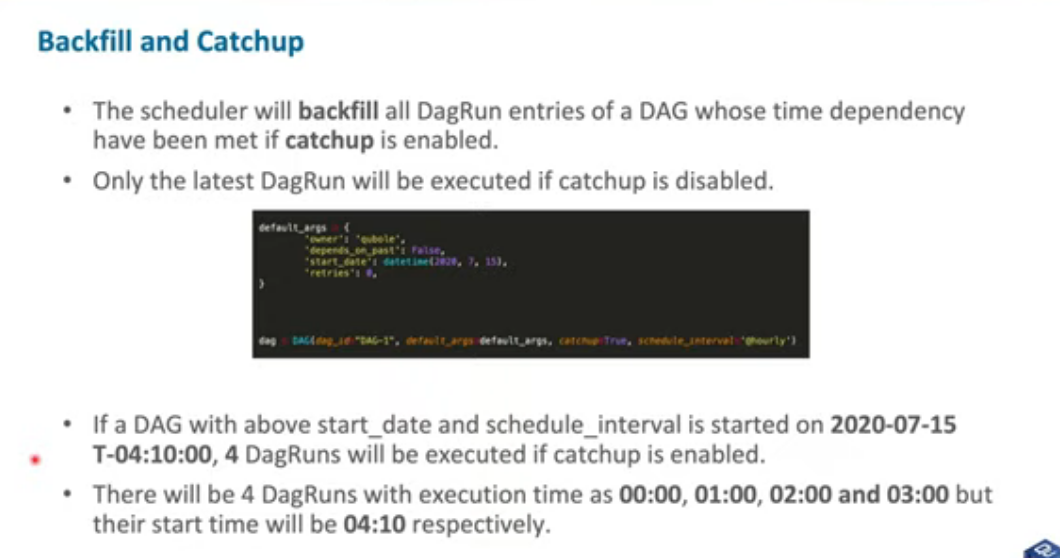 Backfill and Catchup
• The scheduler will backfill all DagRun entries of a DAG whose time dependency
have been met if catchup is enabled.
• Only the latest DagRun will be executed if catchup is disabled.
default_args = {
'owner': 'qubole',
'depends_on_past': False,
'start_date': datetime(2020, 7, 15),
'retries': 0,
}
dag = DAG(dag_id="DAG-1", default_args=default_args, catchup=True, schedule_interval='@hourly')
• If a DAG with above start_date and schedule_interval is started on 2020-07-15
T-04:10:00, 4 DagRuns will be executed if catchup is enabled.
• There will be 4 DagRuns with execution time as 00:00, 01:00, 02:00 and 03:00 but
their start time will be 04:10 respectively.